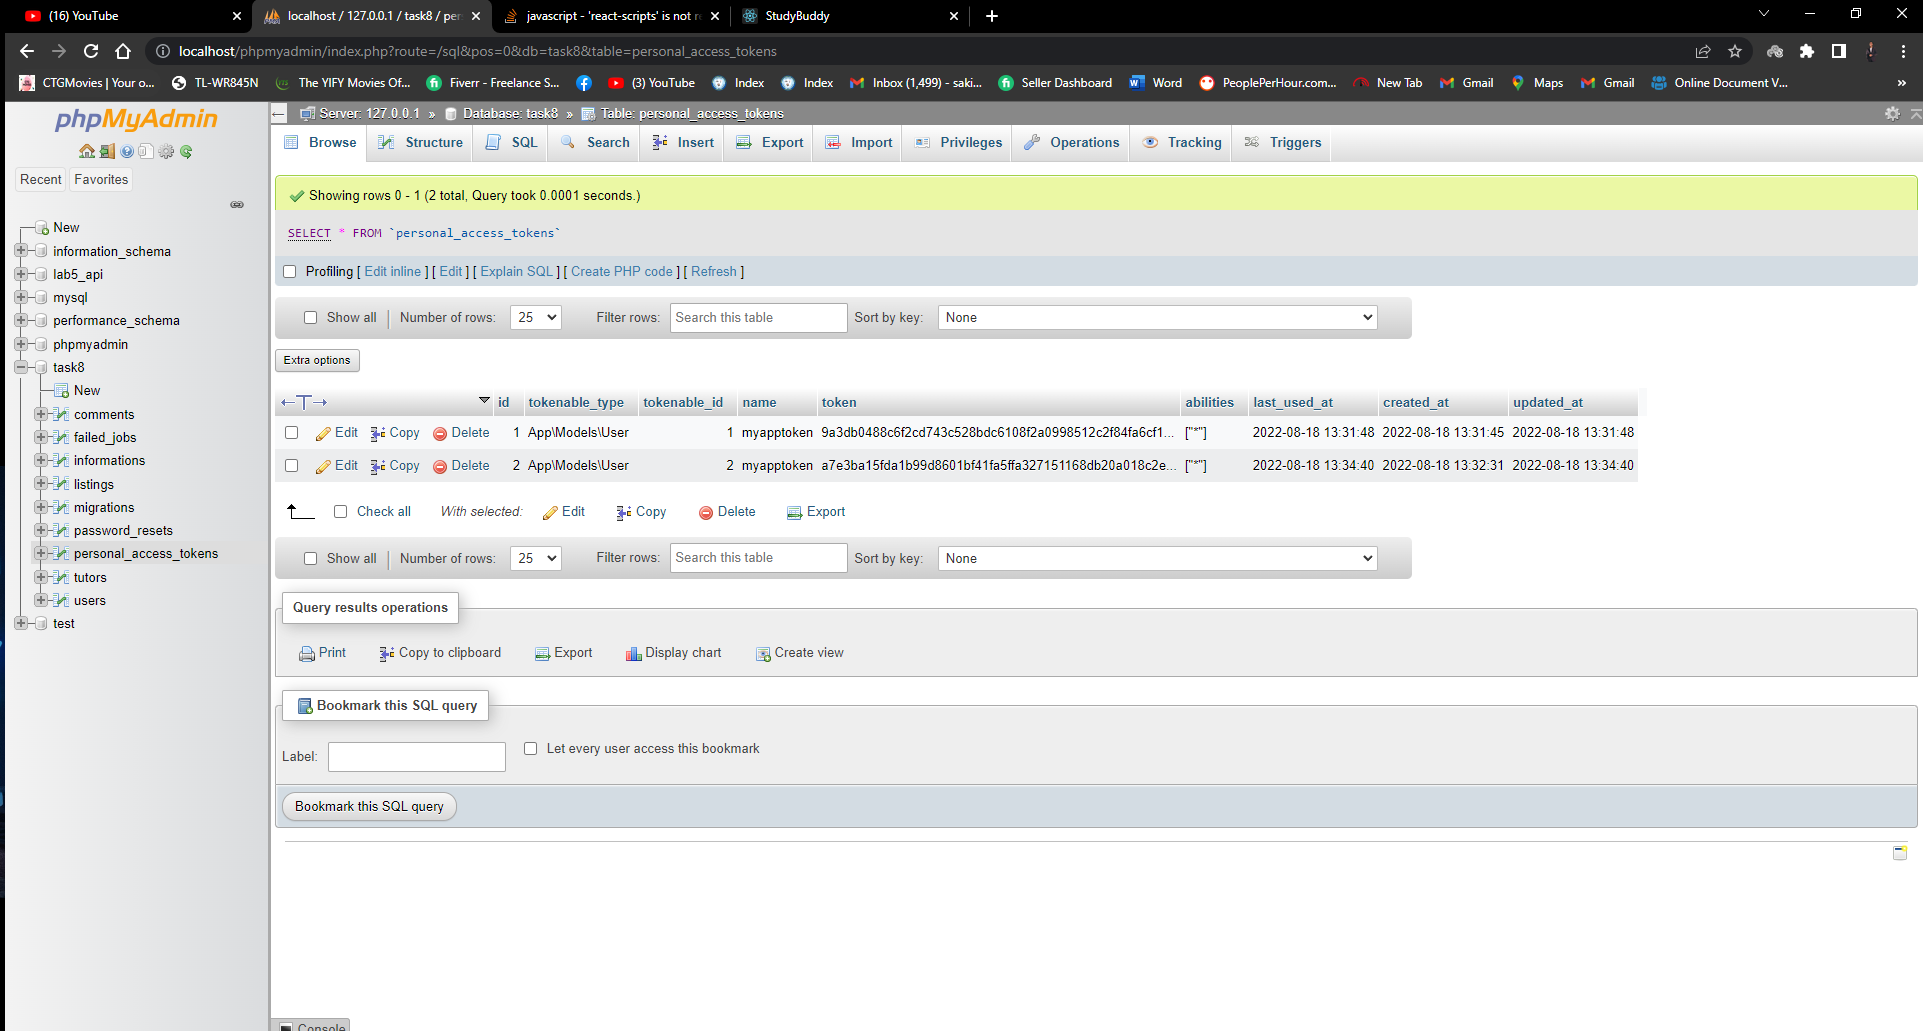 (16) YouTube
localhost / 127.0.0.1 / task8 / per
javascript - 'react-scripts' is not re
StudyBuddy
localhost/phpmyadmin/index.php?route=/sql&pos=0&db=task8&table=personal_access_tokens
CTGMovies | Your o... TL-WR845N The YIFY Movies Of... Fiverr - Freelance S... (3) YouTube Index Index Inbox (1,499) - saki... Seller Dashboard Word PeoplePerHour.com... New Tab Gmail Maps Gmail Online Document V... »
phpMyAdmin
Recent Favorites
New
information_schema
lab5_api
mysql
performance_schema
phpmyadmin
task8
New
comments
failed_jobs
informations
listings
migrations
password_resets
personal_access_tokens
tutors
users
test
Server: 127.0.0.1 » Database: task8 » Table: personal_access_tokens
Browse Structure SQL Search Insert Export Import Privileges Operations Tracking Triggers
Showing rows 0 - 1 (2 total, Query took 0.0001 seconds.)
SELECT * FROM `personal_access_tokens`
Profiling [ Edit inline ] [ Edit ] [ Explain SQL ] [ Create PHP code ] [ Refresh ]
Show all Number of rows: 25 Filter rows: Search this table Sort by key: None
Extra options
←T→ id tokenable_type tokenable_id name token abilities last_used_at created_at updated_at
Edit Copy Delete 1 App\Models\User 1 myapptoken 9a3db0488c6f2cd743c528bdc6108f2a0998512c2f84fa6cf1... ["*"] 2022-08-18 13:31:48 2022-08-18 13:31:45 2022-08-18 13:31:48
Edit Copy Delete 2 App\Models\User 2 myapptoken a7e3ba15fda1b99d8601bf41fa5ffa327151168db20a018c2e... ["*"] 2022-08-18 13:34:40 2022-08-18 13:32:31 2022-08-18 13:34:40
Check all With selected: Edit Copy Delete Export
Show all Number of rows: 25 Filter rows: Search this table Sort by key: None
Query results operations
Print Copy to clipboard Export Display chart Create view
Bookmark this SQL query
Label: Let every user access this bookmark
Bookmark this SQL query
Console